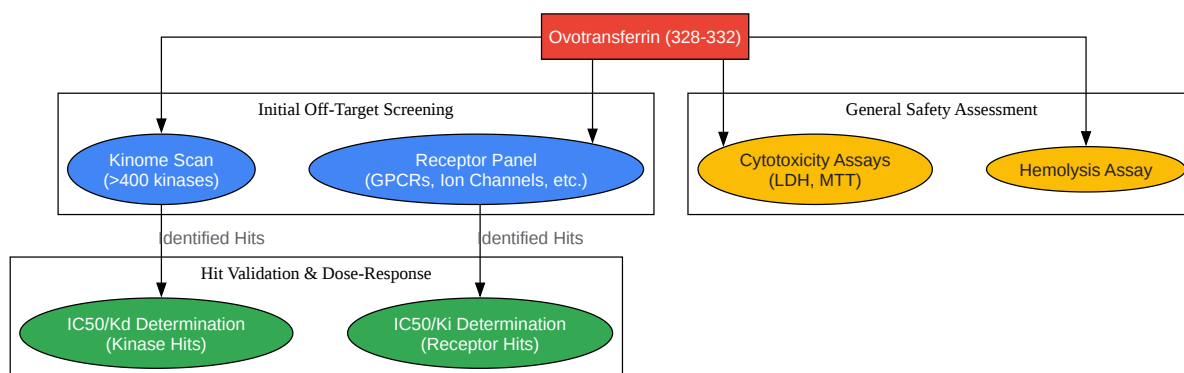 Ovotransferrin (328-332)
Initial Off-Target Screening
General Safety Assessment
Kinome Scan
(>400 kinases)
Receptor Panel
(GPCRs, Ion Channels, etc.)
Cytotoxicity Assays
(LDH, MTT)
Hemolysis Assay
Identified Hits
Identified Hits
Hit Validation & Dose-Response
IC50/Kd Determination
(Kinase Hits)
IC50/Ki Determination
(Receptor Hits)